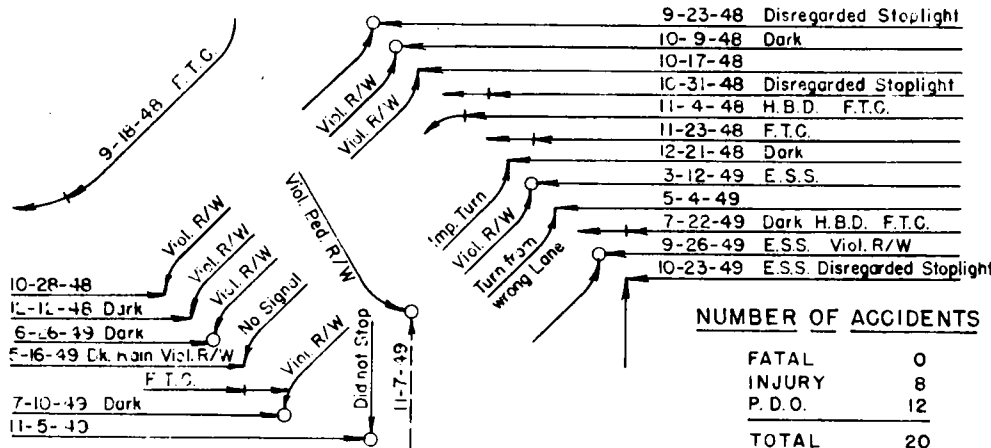 9-23-48 Disregarded Stoplight
10-9-48 Dark
10-17-48
10-31-48 Disregarded Stoplight
11-4-48 H.B.D. F.T.C.
11-23-48 F.T.C.
12-21-48 Dark
3-12-49 E.S.S.
5-4-49
7-22-49 Dark H.B.D. F.T.C.
9-26-49 E.S.S. Viol. R/W
10-23-49 E.S.S. Disregarded Stoplight
9-18-48 F.T.C.
Viol. R/W
Viol. R/W
Viol. Ped. R/W
Imp. Turn
Viol. R/W
Turn from
wrong Lane
Viol. R/W
Viol. R/W
Viol. R/W
No Signal
Viol. R/W
Did not Stop
11-7-49
10-28-48
12-12-48 Dark
6-26-49 Dark
5-16-49 Dk. Rain Viol. R/W
F.T.C.
7-10-49 Dark
11-5-49
NUMBER OF ACCIDENTS
FATAL 0
INJURY 8
P.D.O. 12
TOTAL 20